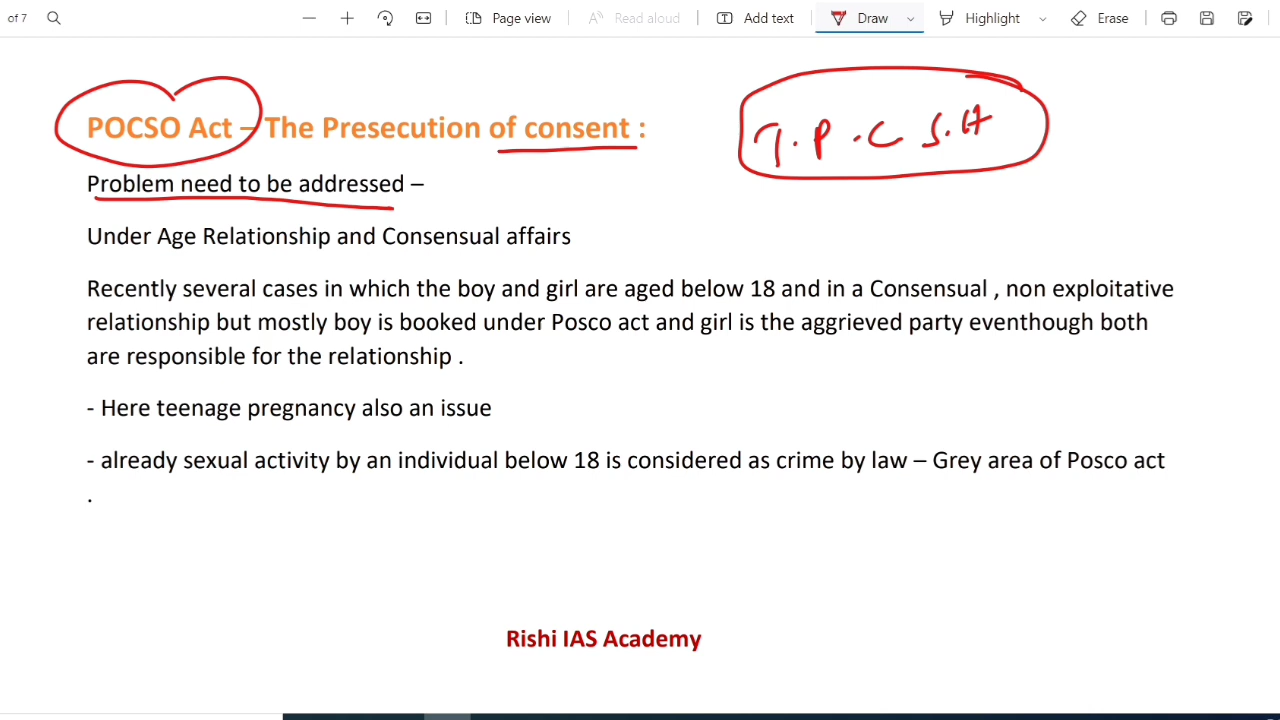 of 7 Page view Read aloud Add text Draw Highlight Erase
POCSO Act – The Presecution of consent :
T.P.C S.A
Problem need to be addressed –
Under Age Relationship and Consensual affairs
Recently several cases in which the boy and girl are aged below 18 and in a Consensual , non exploitative
relationship but mostly boy is booked under Posco act and girl is the aggrieved party eventhough both
are responsible for the relationship .
- Here teenage pregnancy also an issue
- already sexual activity by an individual below 18 is considered as crime by law – Grey area of Posco act
.
Rishi IAS Academy